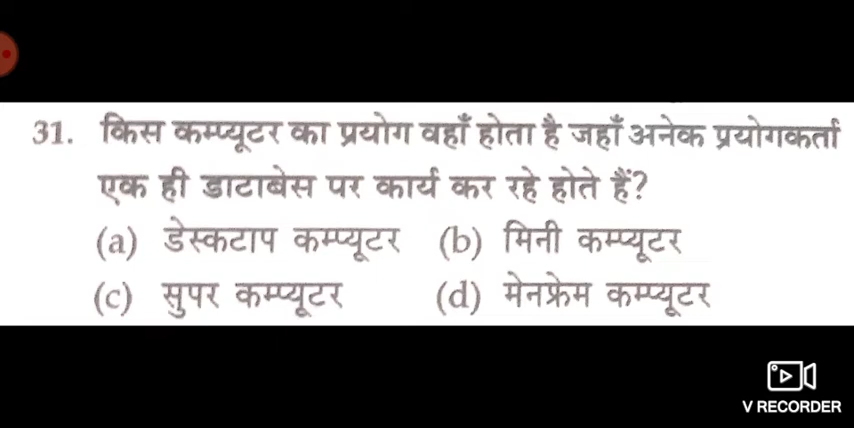 31. किस कम्प्यूटर का प्रयोग वहाँ होता है जहाँ अनेक प्रयोगकर्ता
एक ही डाटाबेस पर कार्य कर रहे होते हैं?
(a) डेस्कटाप कम्प्यूटर (b) मिनी कम्प्यूटर
(c) सुपर कम्प्यूटर (d) मेनफ्रेम कम्प्यूटर
V RECORDER